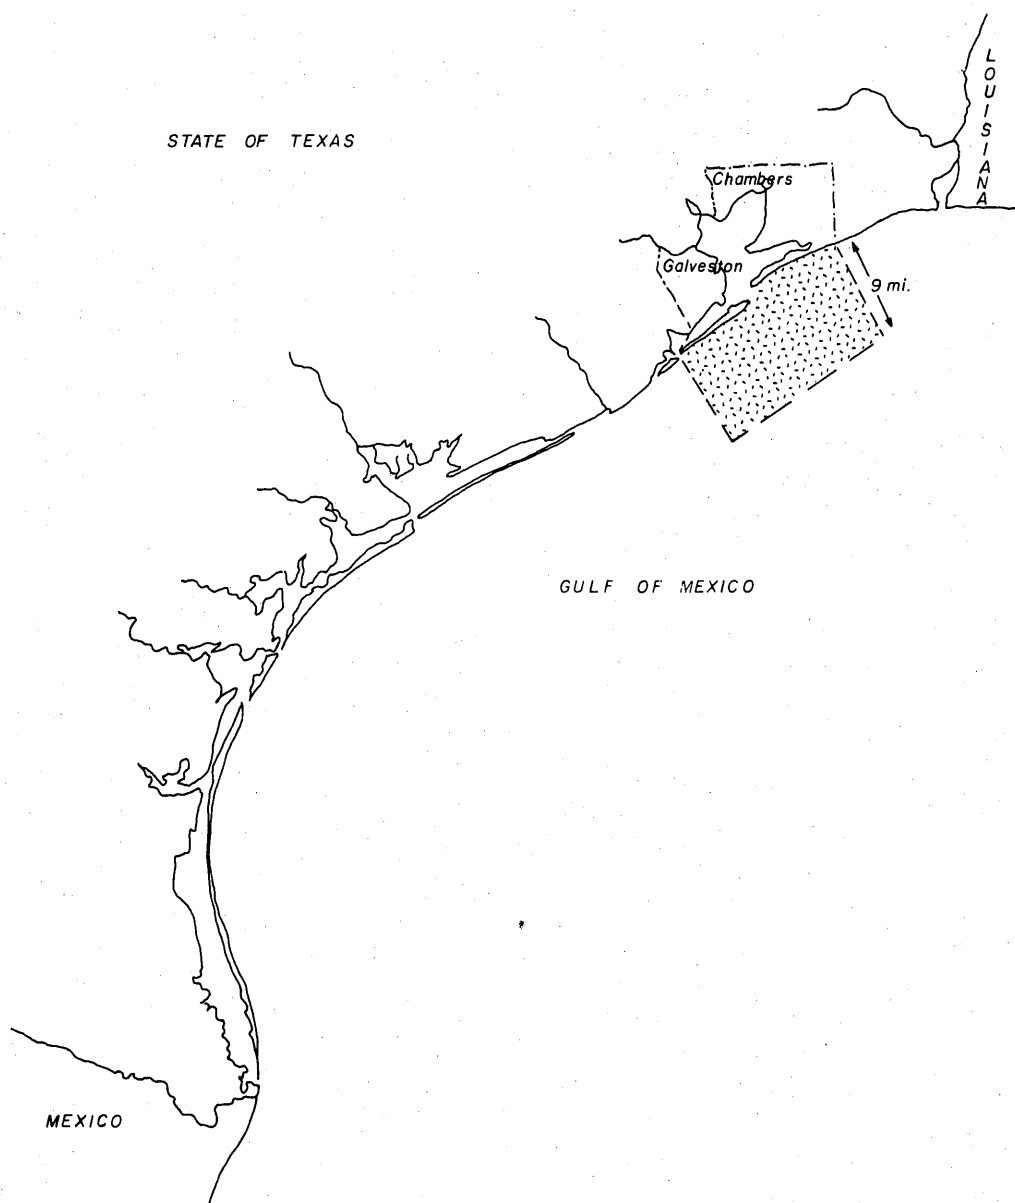 LOUISIANA
STATE OF TEXAS
Chambers
Galveston
9 mi.
GULF OF MEXICO
MEXICO